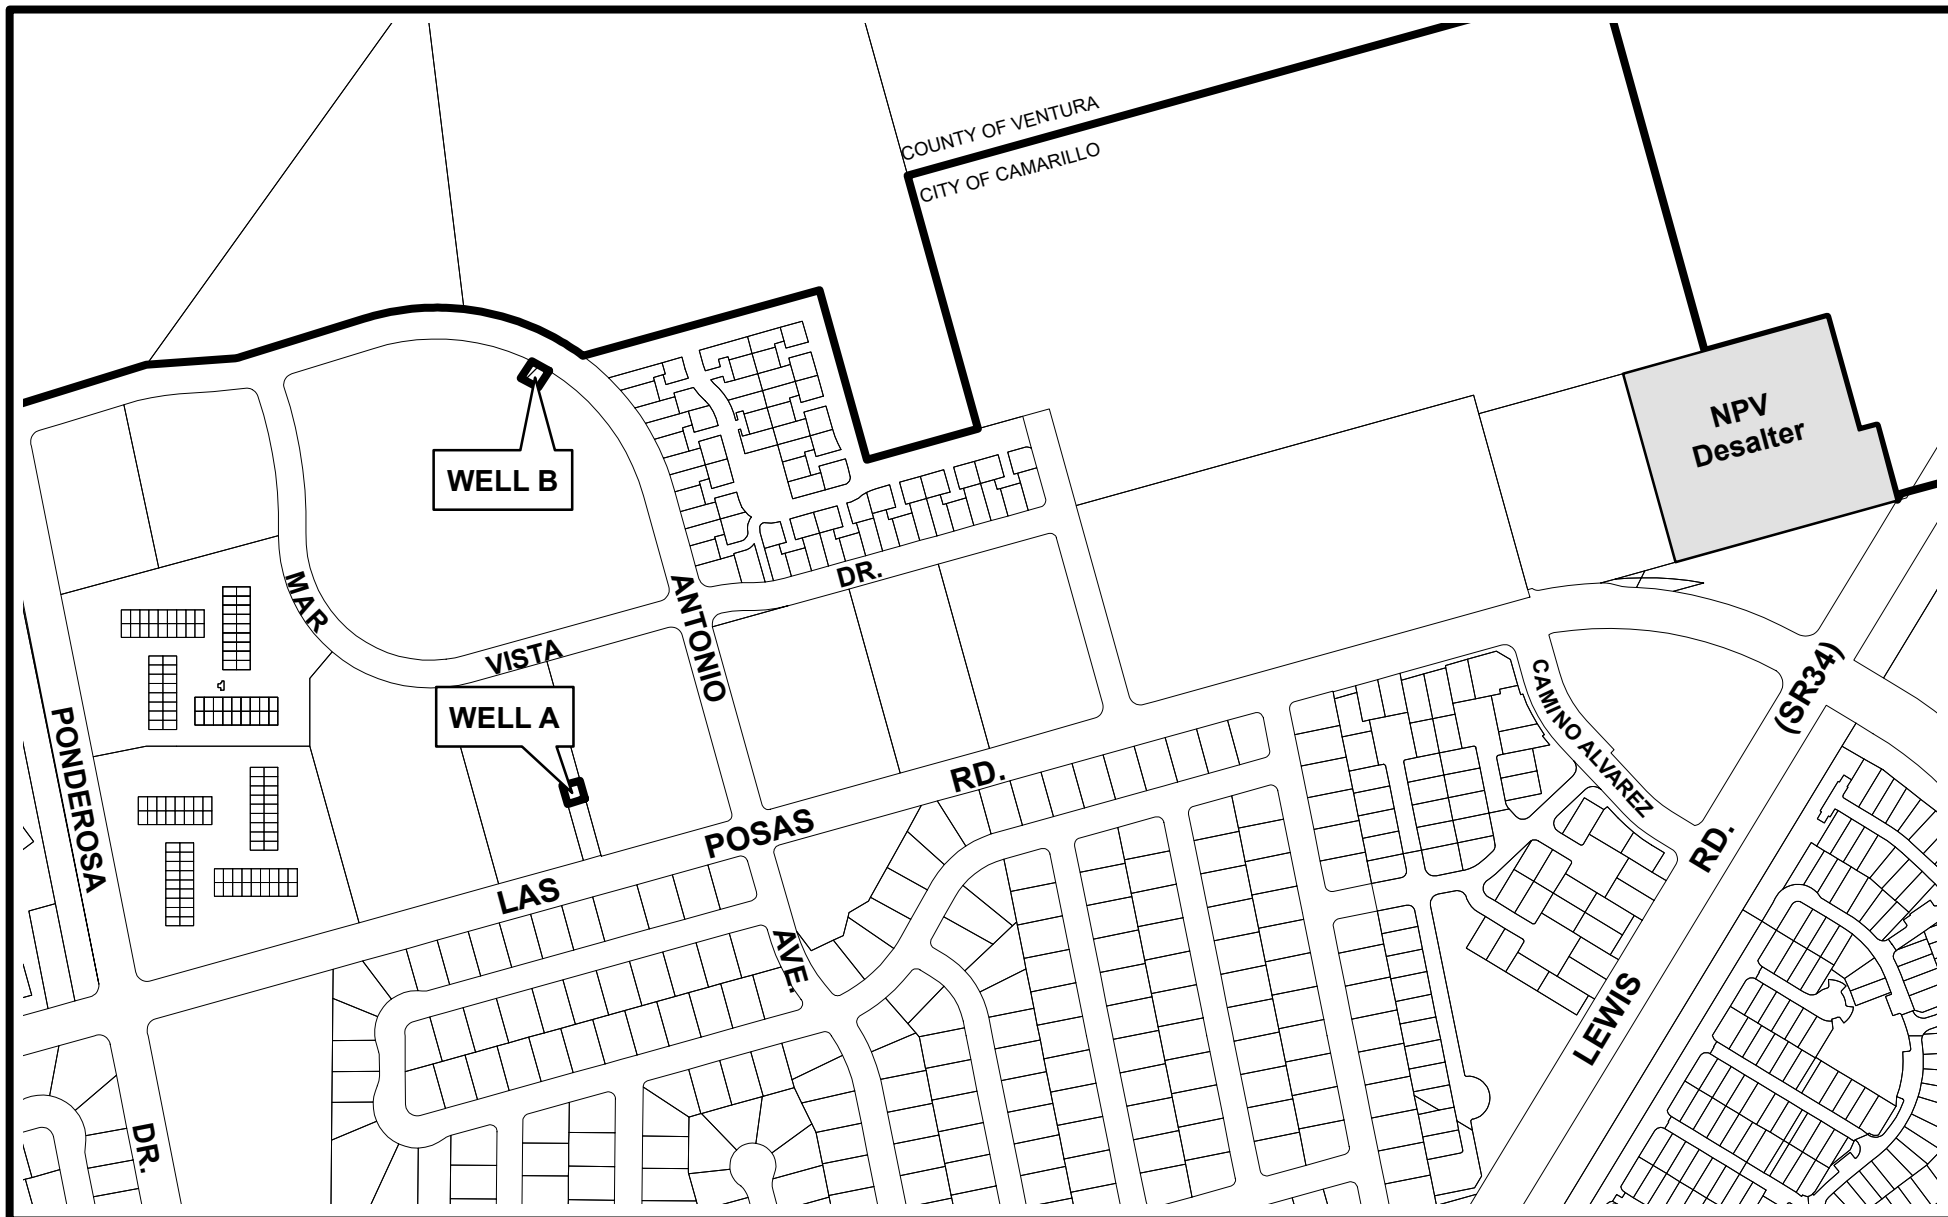 COUNTY OF VENTURA
CITY OF CAMARILLO
NPV
Desalter
WELL B
MAR
VISTA
DR.
ANTONIO
AVE.
WELL A
PONDEROSA
DR.
LAS
POSAS
RD.
CAMINO ALVAREZ
(SR34)
RD.
LEWIS